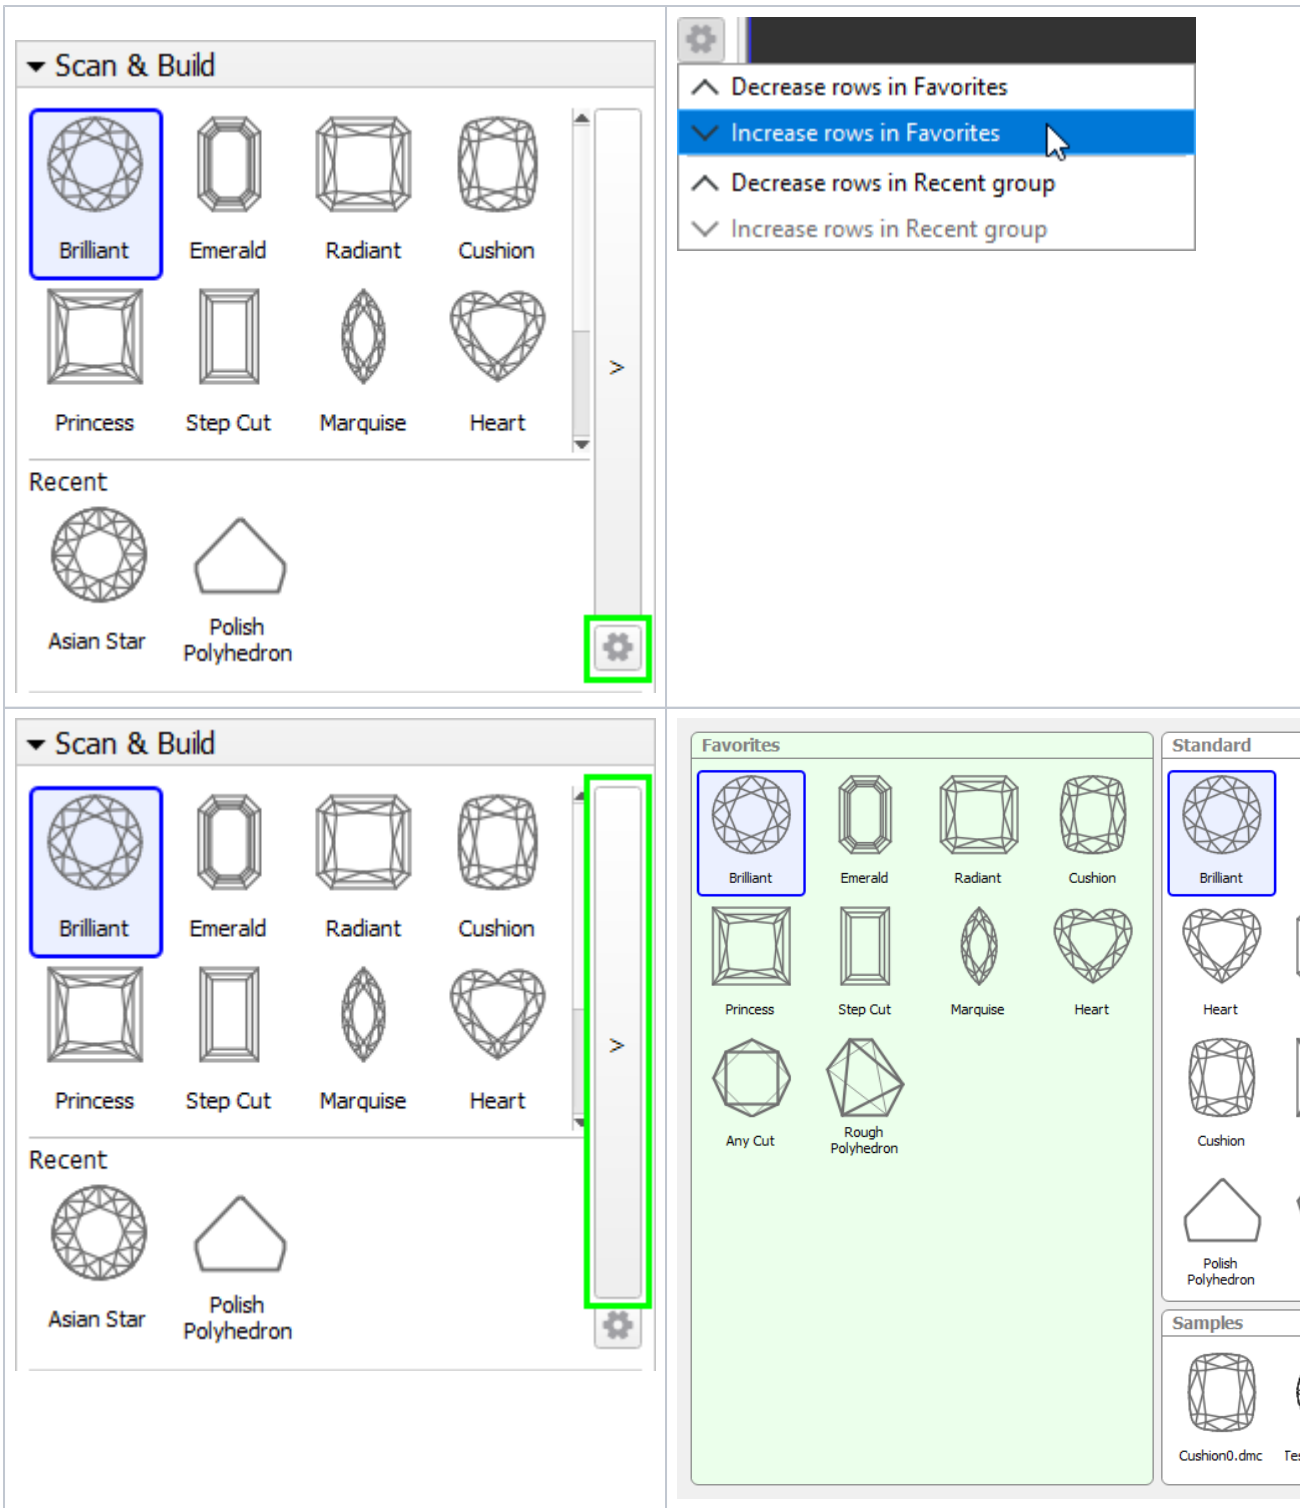 Scan & Build
Brilliant Emerald Radiant Cushion
Princess Step Cut Marquise Heart
>
Recent
Asian Star Polish
Polyhedron
Decrease rows in Favorites
Increase rows in Favorites
Decrease rows in Recent group
Increase rows in Recent group
Scan & Build
Brilliant Emerald Radiant Cushion
Princess Step Cut Marquise Heart
>
Recent
Asian Star Polish
Polyhedron
Favorites
Brilliant Emerald Radiant Cushion
Princess Step Cut Marquise Heart
Any Cut Rough
Polyhedron
Standard
Brilliant
Heart
Cushion
Polish
Polyhedron
Samples
Cushion0.dmc Tes